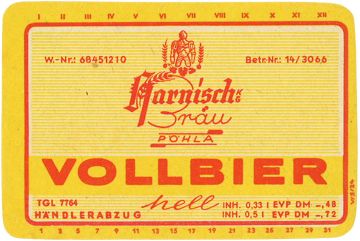 I II III IV V VI VII VIII IX X XI XII
W.-Nr.: 68451210
Betr.-Nr.: 14/3066
Harnisch KG
Bräu
PÖHLA
VOLLBIER
TGL 7764
HÄNDLERABZUG
hell
INH. 0,33 l EVP DM –,48
INH. 0,5 l EVP DM –,72
1 3 5 7 9 11 13 15 17 19 21 23 25 27 29 31